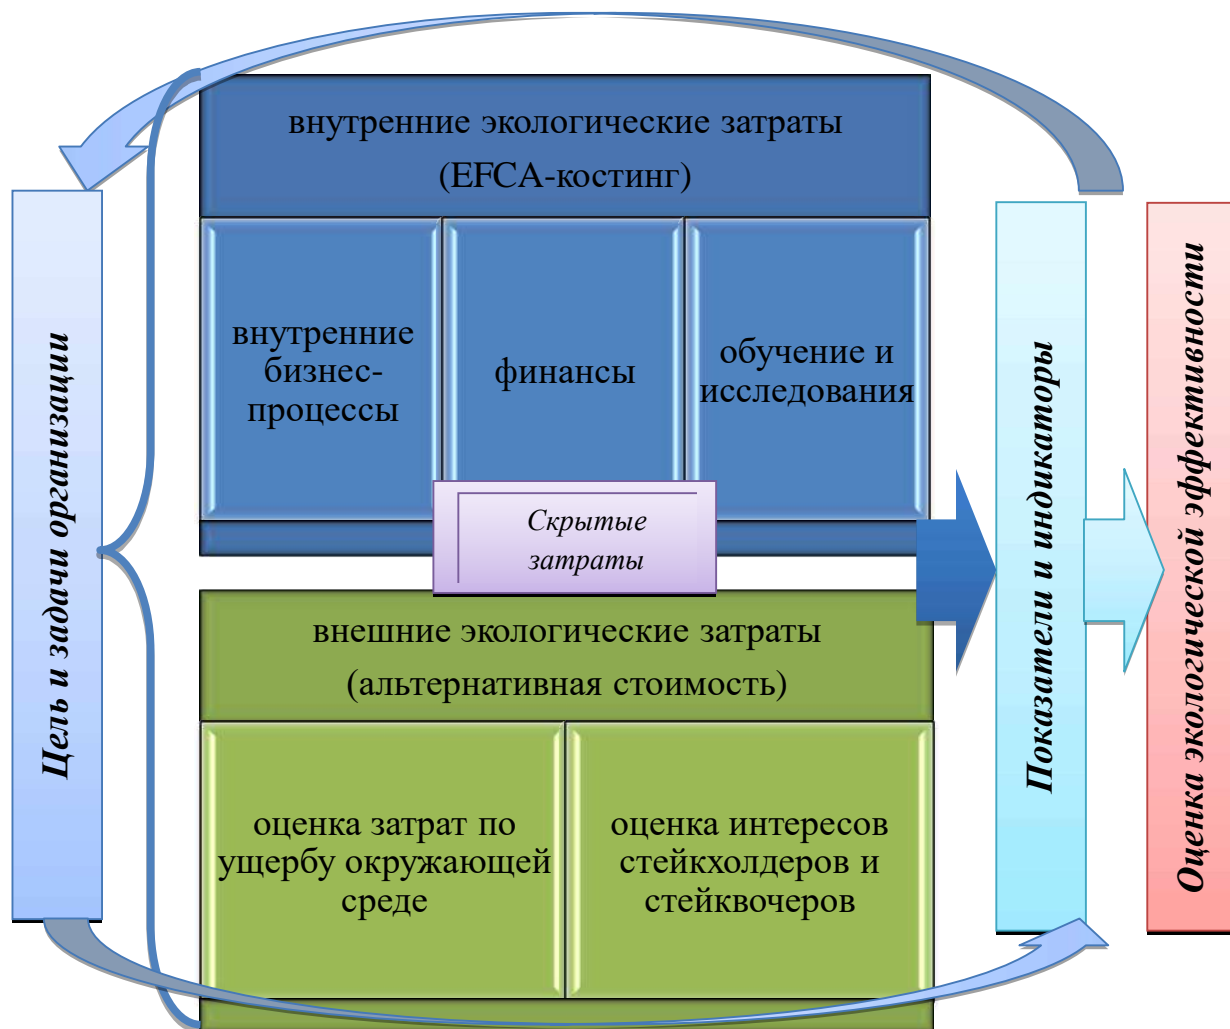 Цель и задачи организации
внутренние экологические затраты
(EFCA-костинг)
внутренние
бизнес-
процессы
финансы
обучение и
исследования
Скрытые
затраты
внешние экологические затраты
(альтернативная стоимость)
оценка затрат по
ущербу окружающей
среде
оценка интересов
стейкхолдеров и
стейквочеров
Показатели и индикаторы
Оценка экологической эффективности